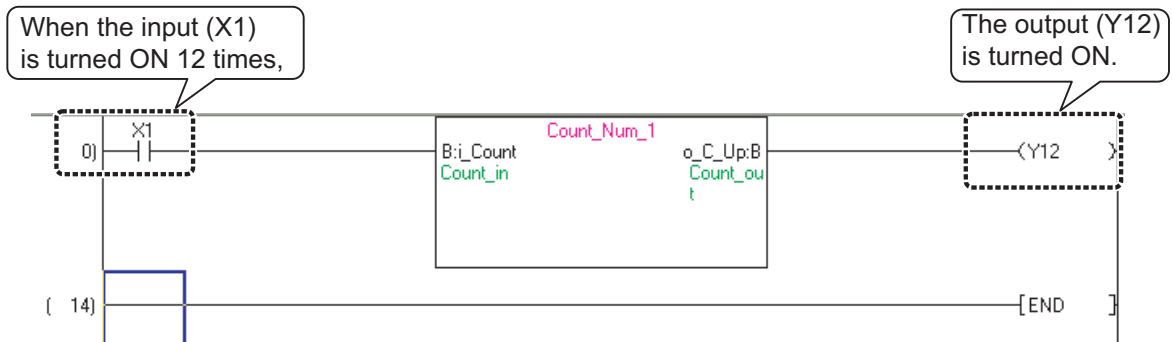 When the input (X1)
is turned ON 12 times,
The output (Y12)
is turned ON.
0)
X1
Count_Num_1
B:i_Count
o_C_Up:B
Y12
Count_in
Count_ou
t
( 14)
[END ]